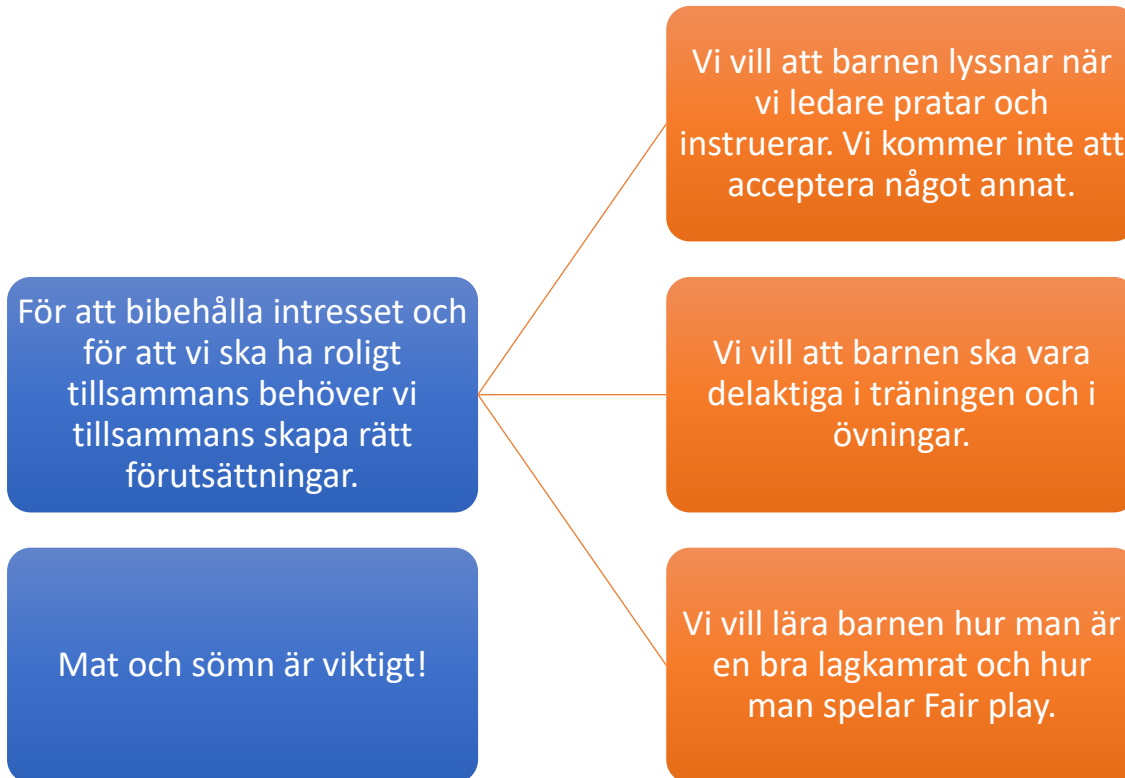 För att bibehålla intresset och
för att vi ska ha roligt
tillsammans behöver vi
tillsammans skapa rätt
förutsättningar.
Vi vill att barnen lyssnar när
vi ledare pratar och
instruerar. Vi kommer inte att
acceptera något annat.
Vi vill att barnen ska vara
delaktiga i träningen och i
övningar.
Vi vill lära barnen hur man är
en bra lagkamrat och hur
man spelar Fair play.
Mat och sömn är viktigt!